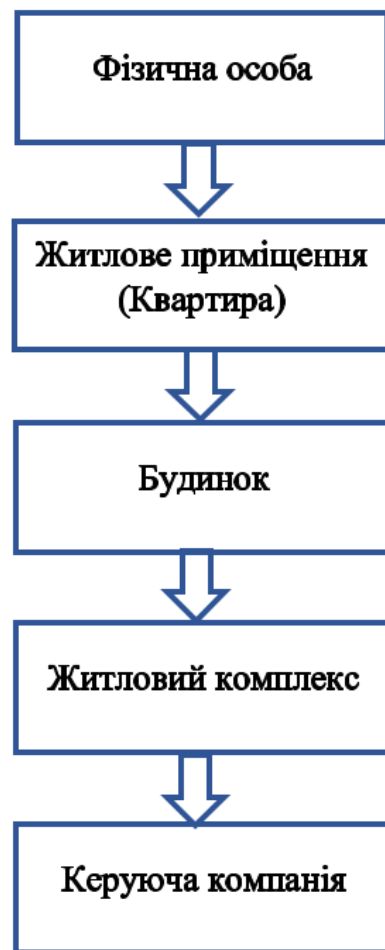 Фізична особа
Житлове приміщення
(Квартира)
Будинок
Житловий комплекс
Керуюча компанія